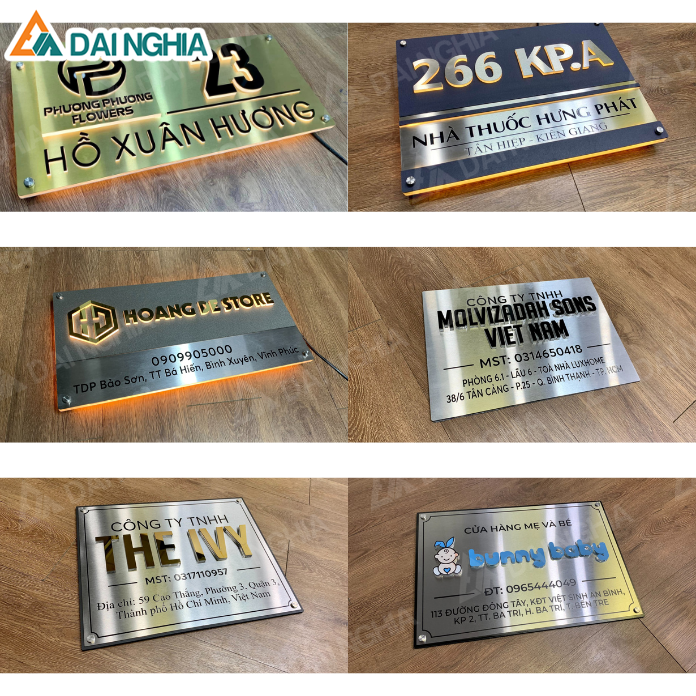 DAI NGHIA
PHUONG PHUONG
FLOWERS
23
HỒ XUÂN HƯƠNG
266 KP.A
NHÀ THUỐC HƯNG PHÁT
TÂN HIỆP - KIÊN GIANG
HOANG DE STORE
0909905000
TDP Bảo Sơn, TT Bá Hiến, Bình Xuyên, Vĩnh Phúc
CÔNG TY TNHH
MOLVIZADAH SONS
VIET NAM
MST: 0314650418
PHÒNG 6.1 - LẦU 6 - TOÀ NHÀ LUXHOME
38/6 TÂN CẢNG - P.25 - Q. BÌNH THẠNH - TP. HCM
CÔNG TY TNHH
THE IVY
MST: 0317110957
Địa chỉ: 59 Cao Thắng, Phường 3, Quận 3,
Thành phố Hồ Chí Minh, Việt Nam
CỬA HÀNG MẸ VÀ BÉ
bunny baby
ĐT: 0965444049
113 ĐƯỜNG ĐÔNG TÂY, KĐT VIỆT SINH AN BÌNH,
KP 2, TT. BA TRI, H. BA TRI, T. BẾN TRE